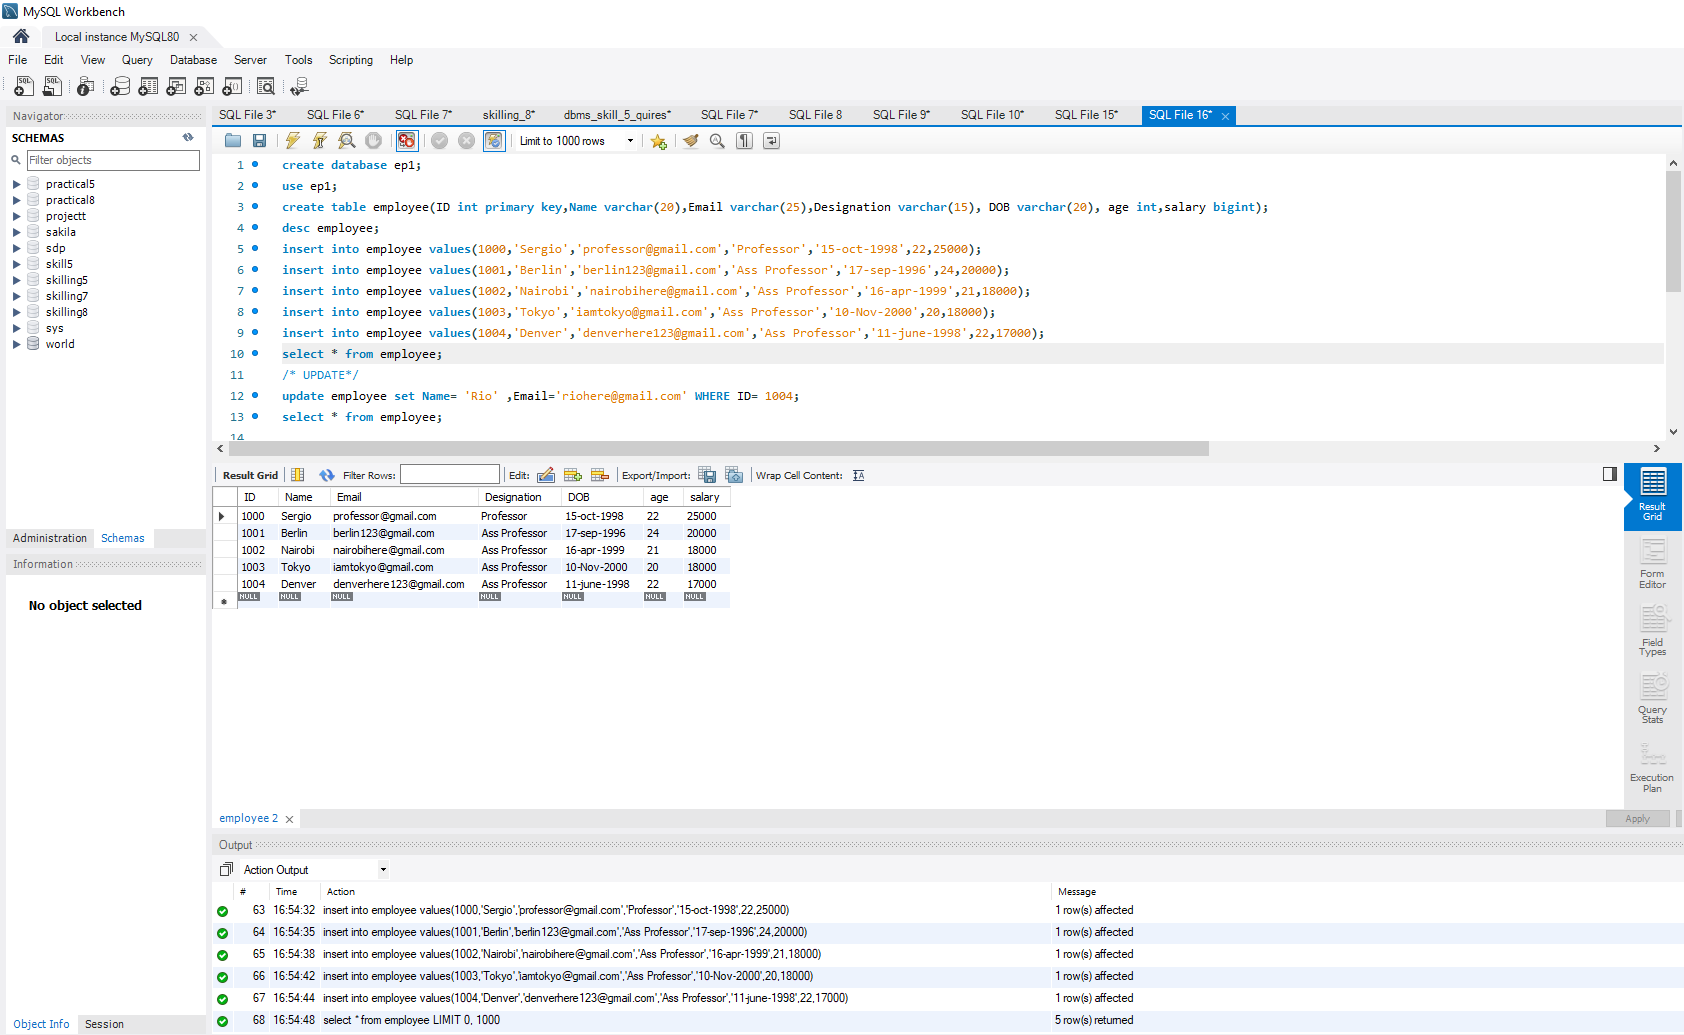 MySQL Workbench
Local instance MySQL80
File Edit View Query Database Server Tools Scripting Help
Navigator
SCHEMAS
Filter objects
practical5
practical8
projectt
sakila
sdp
skill5
skilling5
skilling7
skilling8
sys
world
Administration Schemas
Information
No object selected
Object Info Session
SQL File 3* SQL File 6* SQL File 7* skilling_8* dbms_skill_5_quires* SQL File 7* SQL File 8 SQL File 9* SQL File 10* SQL File 15* SQL File 16*
Limit to 1000 rows
1 create database ep1;
2 use ep1;
3 create table employee(ID int primary key,Name varchar(20),Email varchar(25),Designation varchar(15), DOB varchar(20), age int,salary bigint);
4 desc employee;
5 insert into employee values(1000,'Sergio','professor@gmail.com','Professor','15-oct-1998',22,25000);
6 insert into employee values(1001,'Berlin','berlin123@gmail.com','Ass Professor','17-sep-1996',24,20000);
7 insert into employee values(1002,'Nairobi','nairobihere@gmail.com','Ass Professor','16-apr-1999',21,18000);
8 insert into employee values(1003,'Tokyo','iamtokyo@gmail.com','Ass Professor','10-Nov-2000',20,18000);
9 insert into employee values(1004,'Denver','denverhere123@gmail.com','Ass Professor','11-june-1998',22,17000);
10 select * from employee;
11 /* UPDATE*/
12 update employee set Name= 'Rio' ,Email='riohere@gmail.com' WHERE ID= 1004;
13 select * from employee;
14
Result Grid Filter Rows: Edit: Export/Import: Wrap Cell Content:
ID Name Email Designation DOB age salary
1000 Sergio professor@gmail.com Professor 15-oct-1998 22 25000
1001 Berlin berlin123@gmail.com Ass Professor 17-sep-1996 24 20000
1002 Nairobi nairobihere@gmail.com Ass Professor 16-apr-1999 21 18000
1003 Tokyo iamtokyo@gmail.com Ass Professor 10-Nov-2000 20 18000
1004 Denver denverhere123@gmail.com Ass Professor 11-june-1998 22 17000
NULL NULL NULL NULL NULL NULL NULL
Result
Grid
Form
Editor
Field
Types
Query
Stats
Execution
Plan
employee 2
Apply
Output
Action Output
# Time Action Message
63 16:54:32 insert into employee values(1000,'Sergio','professor@gmail.com','Professor','15-oct-1998',22,25000) 1 row(s) affected
64 16:54:35 insert into employee values(1001,'Berlin','berlin123@gmail.com','Ass Professor','17-sep-1996',24,20000) 1 row(s) affected
65 16:54:38 insert into employee values(1002,'Nairobi','nairobihere@gmail.com','Ass Professor','16-apr-1999',21,18000) 1 row(s) affected
66 16:54:42 insert into employee values(1003,'Tokyo','iamtokyo@gmail.com','Ass Professor','10-Nov-2000',20,18000) 1 row(s) affected
67 16:54:44 insert into employee values(1004,'Denver','denverhere123@gmail.com','Ass Professor','11-june-1998',22,17000) 1 row(s) affected
68 16:54:48 select * from employee LIMIT 0, 1000 5 row(s) returned